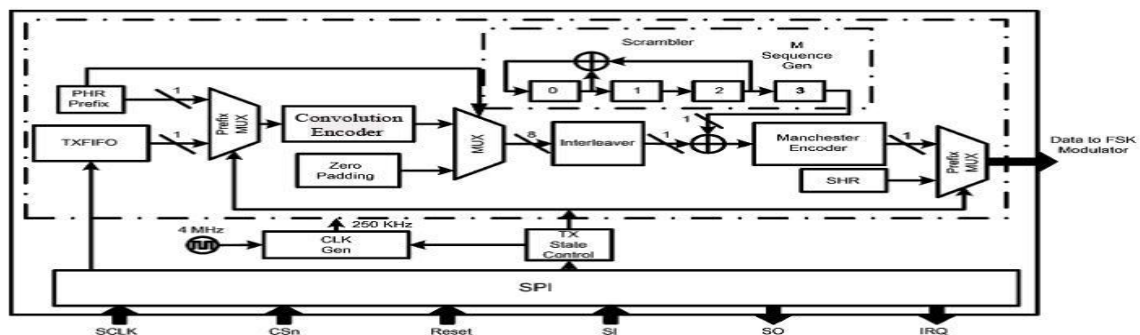 Scrambler
M
Sequence
Gen
PHR
Prefix
1
0
1
2
3
TXFIFO
1
Prefix
MUX
Convolution
Encoder
MUX
8
Interleaver
1
1
Manchester
Encoder
1
Prefix
MUX
Data to FSK
Modulator
Zero
Padding
SHR
4 MHz
250 KHz
CLK
Gen
TX
State
Control
SPI
SCLK
CSn
Reset
SI
SO
IRQ